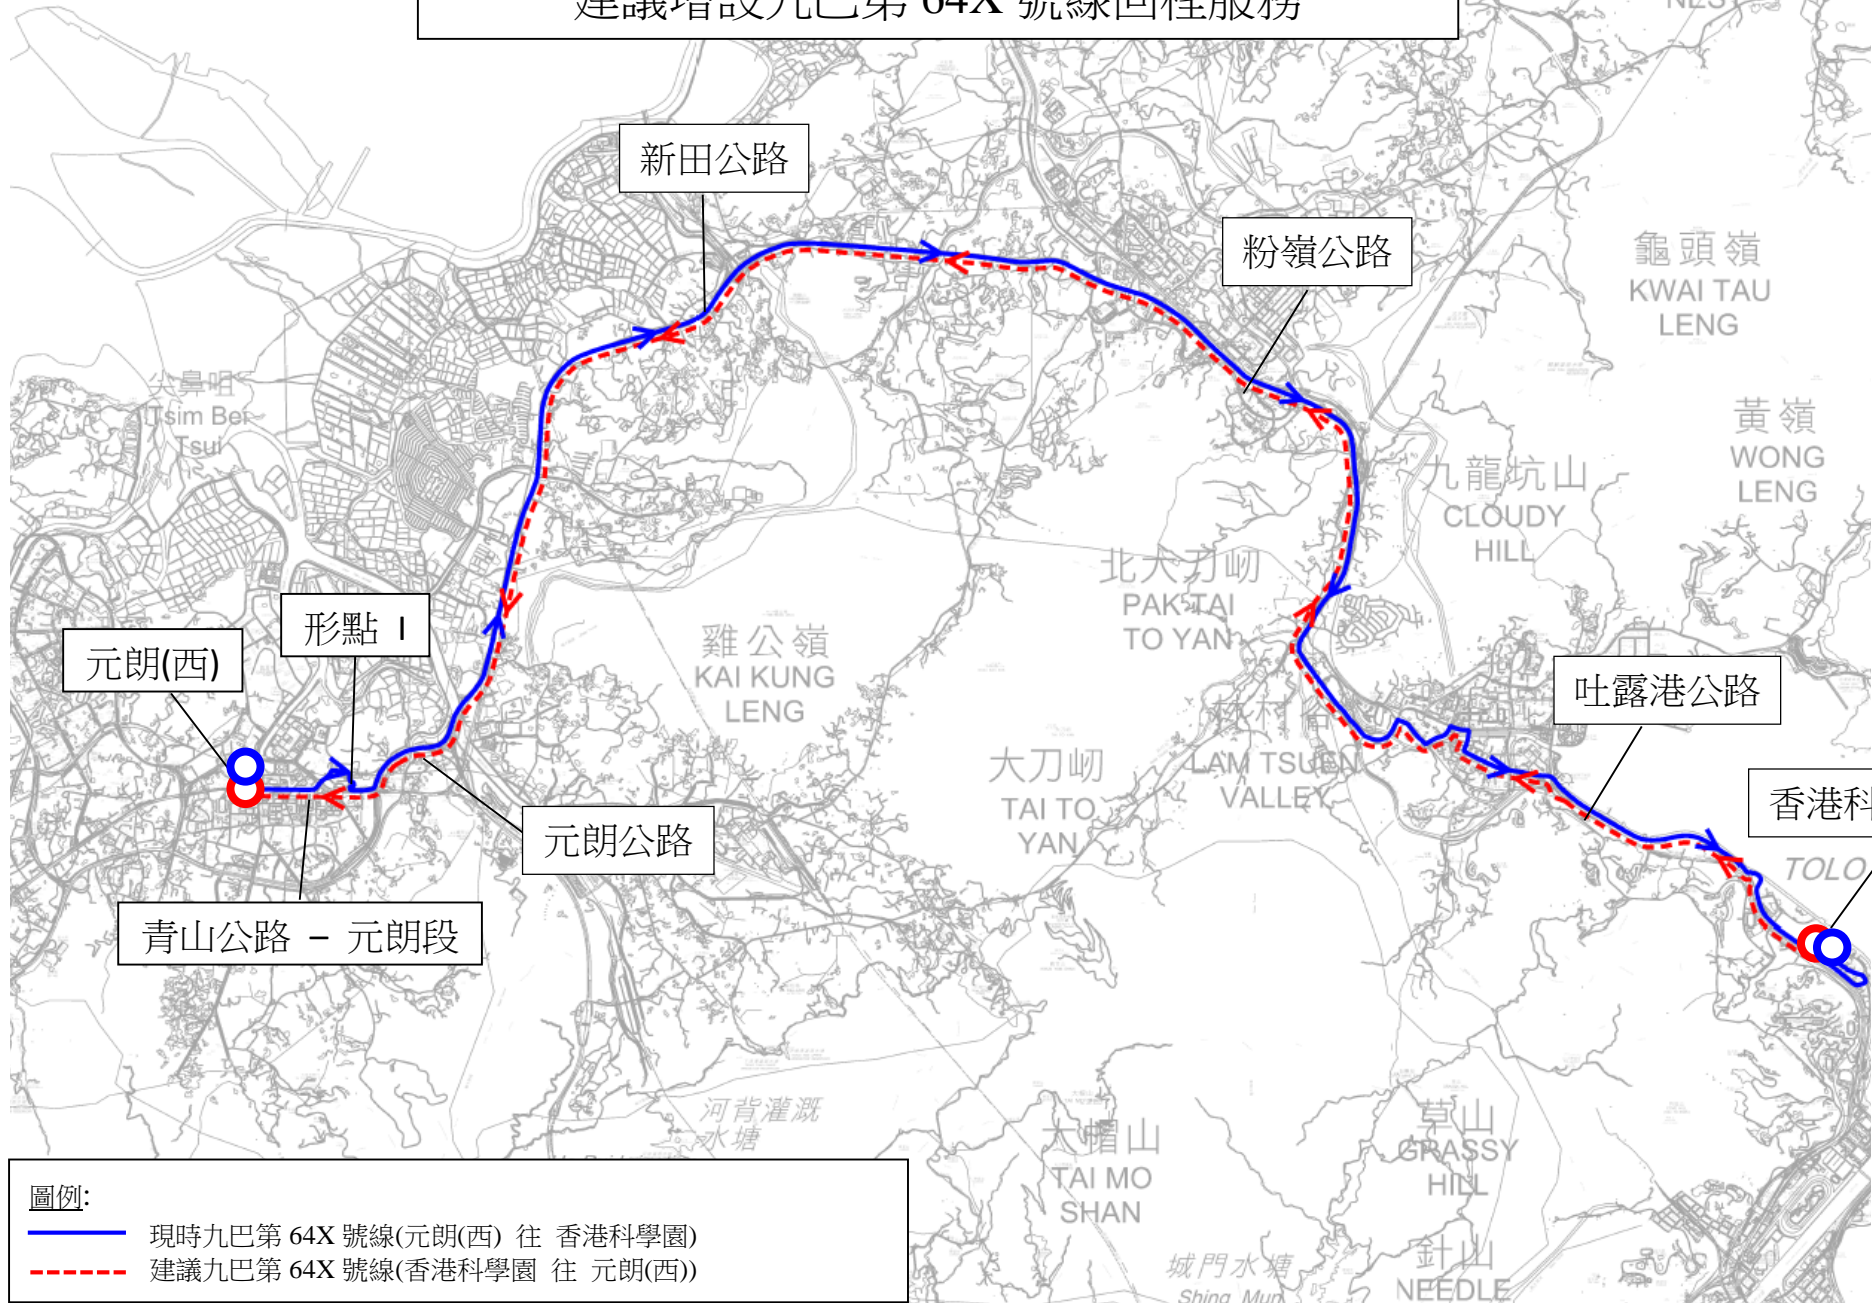 建議增設九巴第 64X 號線回程服務
新田公路
粉嶺公路
龜頭嶺
KWAI TAU
LENG
尖鼻咀
Tsim Bei
Tsui
黃嶺
WONG
LENG
九龍坑山
CLOUDY
HILL
北大刀屻
PAK TAI
TO YAN
形點 I
元朗(西)
雞公嶺
KAI KUNG
LENG
吐露港公路
林村谷
LAM TSUEN
VALLEY
大刀屻
TAI TO
YAN
香港科
元朗公路
TOLO
青山公路 – 元朗段
河背灌溉
水塘
大帽山
TAI MO
SHAN
草山
GRASSY
HILL
城門水塘
Shing Mun
針山
NEEDLE
圖例:
現時九巴第 64X 號線(元朗(西) 往 香港科學園)
建議九巴第 64X 號線(香港科學園 往 元朗(西))